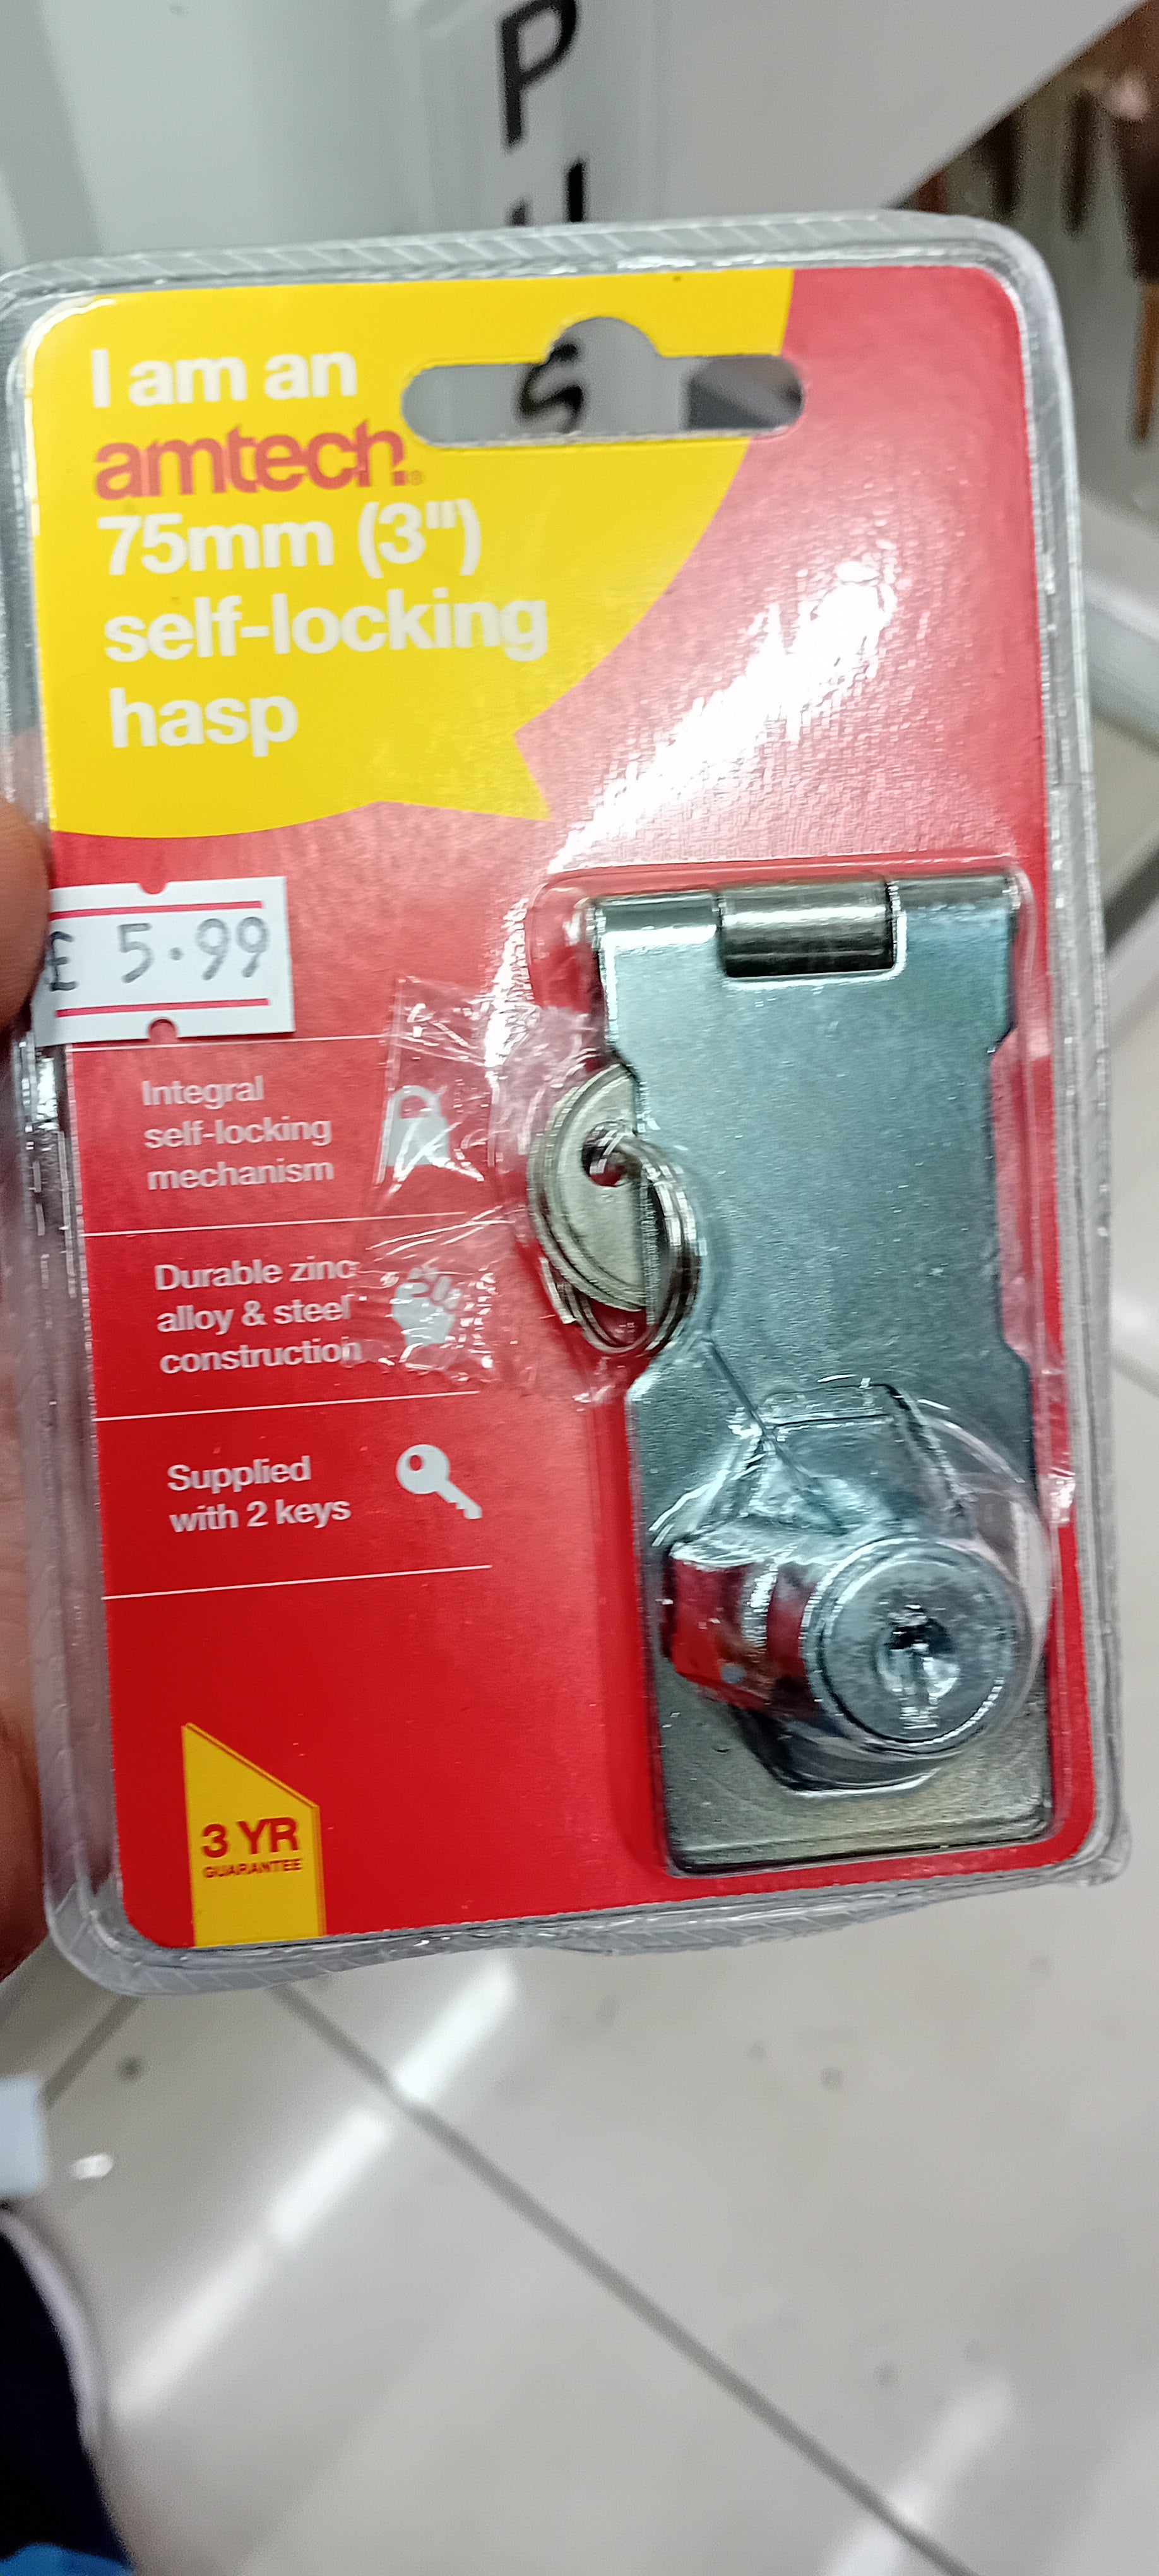 P
I am an
amtech®
75mm (3")
self-locking
hasp
£ 5.99
Integral
self-locking
mechanism
Durable zinc
alloy & steel
construction
Supplied
with 2 keys
3 YR
GUARANTEE